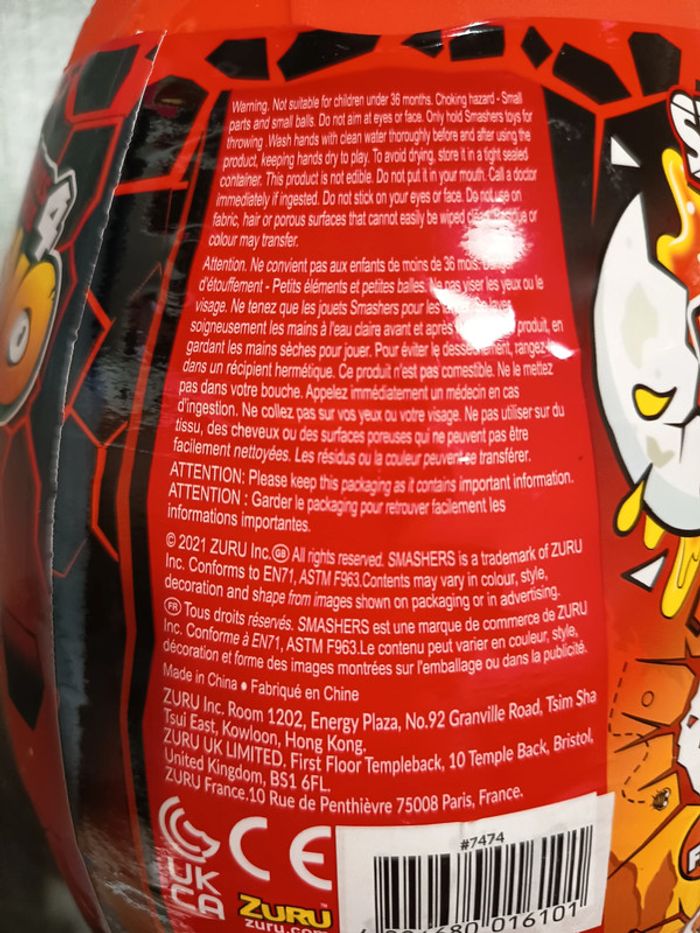 Warning. Not suitable for children under 36 months. Choking hazard - Small
parts and small balls. Do not aim at eyes or face. Only hold Smashers toys for
throwing .Wash hands with clean water thoroughly before and after using the
product, keeping hands dry to play. To avoid drying, store it in a tight sealed
container. This product is not edible. Do not put it in your mouth. Call a doctor
immediately if ingested. Do not stick on your eyes or face. Do not use on
fabric, hair or porous surfaces that cannot easily be wiped or
colour may transfer.
Attention. Ne convient pas aux enfants de moins de 36 mois.
d'étouffement - Petits éléments et petites balles. Ne pas viser les yeux ou le
visage. Ne tenez que les jouets Smashers pour les
soigneusement les mains à l'eau claire avant et après produit, en
gardant les mains sèches pour jouer. Pour éviter le rangez-
dans un récipient hermétique. Ce produit n'est pas comestible. Ne le mettez
pas dans votre bouche. Appelez immédiatement un médecin en cas
d'ingestion. Ne collez pas sur vos yeux ou votre visage. Ne pas utiliser sur du
tissu, des cheveux ou des surfaces poreuses qui ne peuvent pas être
facilement nettoyées. Les résidus ou la couleur peuvent se transférer.
ATTENTION: Please keep this packaging as it contains important information.
ATTENTION : Garder le packaging pour retrouver facilement les
informations importantes.
© 2021 ZURU Inc. GB All rights reserved. SMASHERS is a trademark of ZURU
Inc. Conforms to EN71, ASTM F963.Contents may vary in colour, style,
decoration and shape from images shown on packaging or in advertising.
FR Tous droits réservés. SMASHERS est une marque de commerce de ZURU
Inc. Conforme à EN71, ASTM F963.Le contenu peut varier en couleur, style,
décoration et forme des images montrées sur l'emballage ou dans la publicité.
Made in China • Fabriqué en Chine
ZURU Inc. Room 1202, Energy Plaza, No.92 Granville Road, Tsim Sha
Tsui East, Kowloon, Hong Kong.
ZURU UK LIMITED. First Floor Templeback, 10 Temple Back, Bristol,
United Kingdom, BS1 6FL.
ZURU France.10 Rue de Penthièvre 75008 Paris, France.
UK
CA
CE
ZURU
zuru.com
#7474
016101